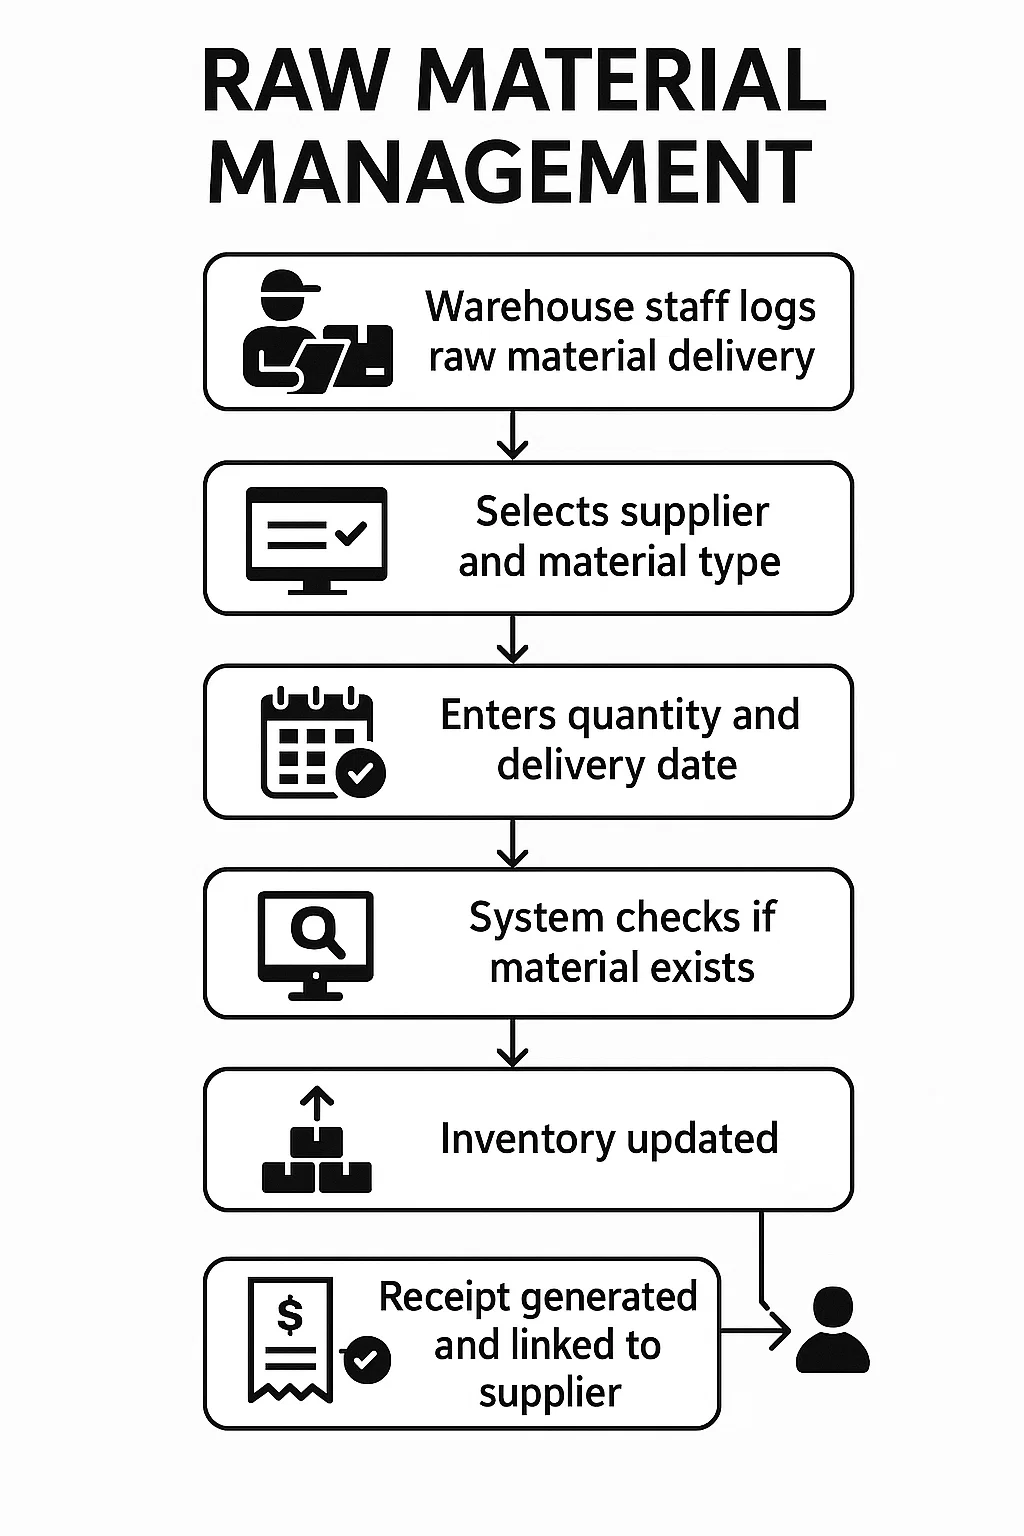 RAW MATERIAL
MANAGEMENT
Warehouse staff logs
raw material delivery
Selects supplier
and material type
Enters quantity and
delivery date
System checks if
material exists
Inventory updated
$
Receipt generated
and linked to
supplier